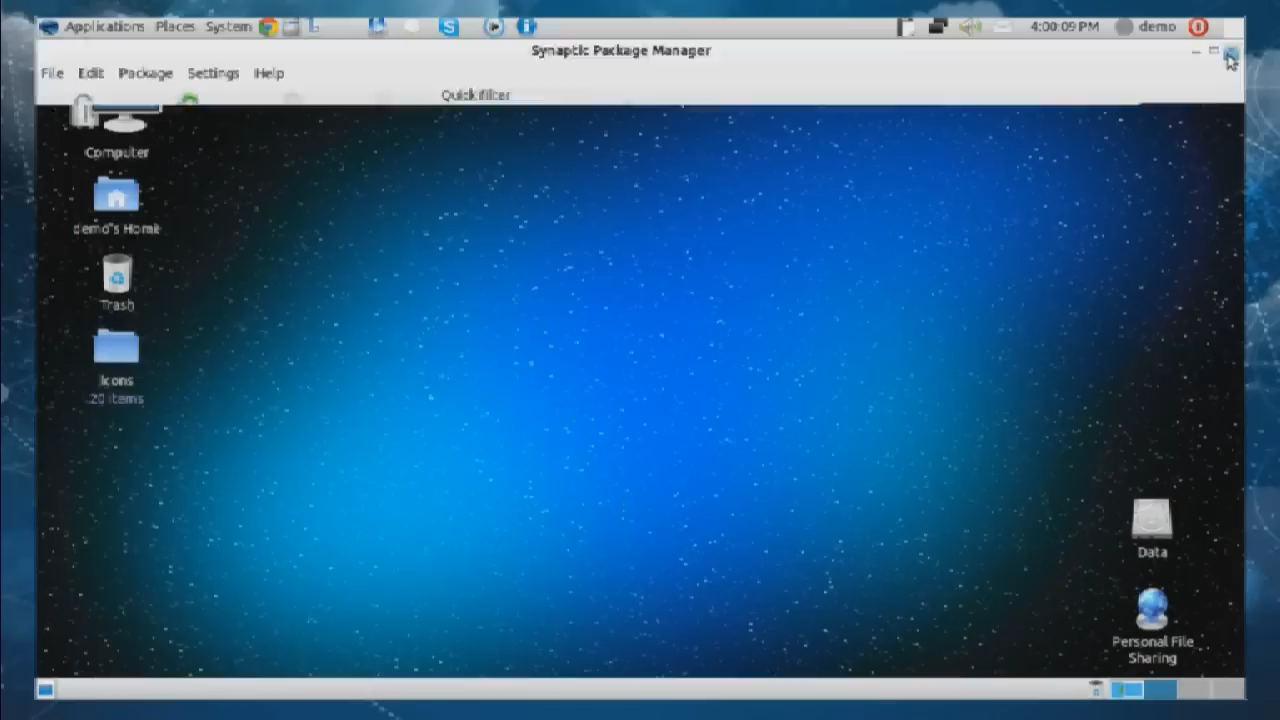 Applications Places System
4:00:09 PM demo
Synaptic Package Manager
File Edit Package Settings Help
Quick filter
Computer
demo's Home
Trash
Icons
20 items
Data
Personal File
Sharing